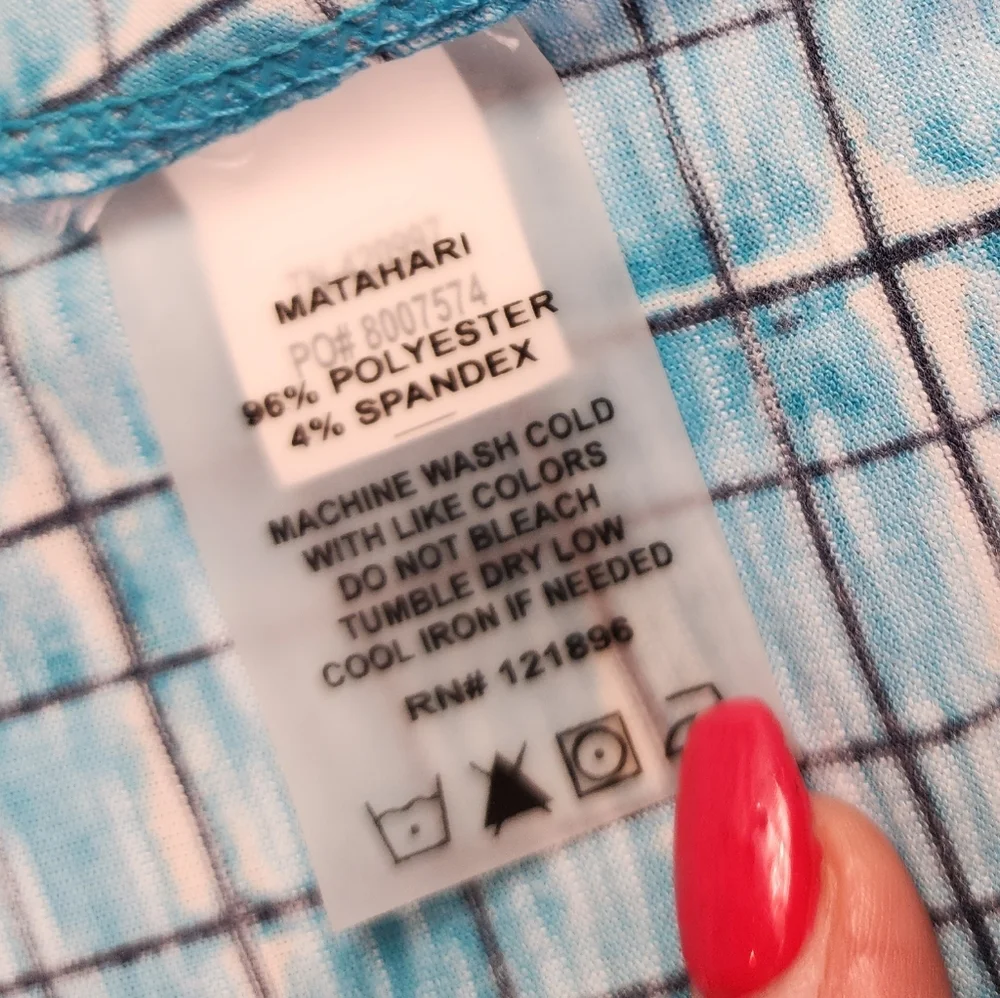 MATAHARI
PO# 8007574
96% POLYESTER
4% SPANDEX
MACHINE WASH COLD
WITH LIKE COLORS
DO NOT BLEACH
TUMBLE DRY LOW
COOL IRON IF NEEDED
RN# 121896